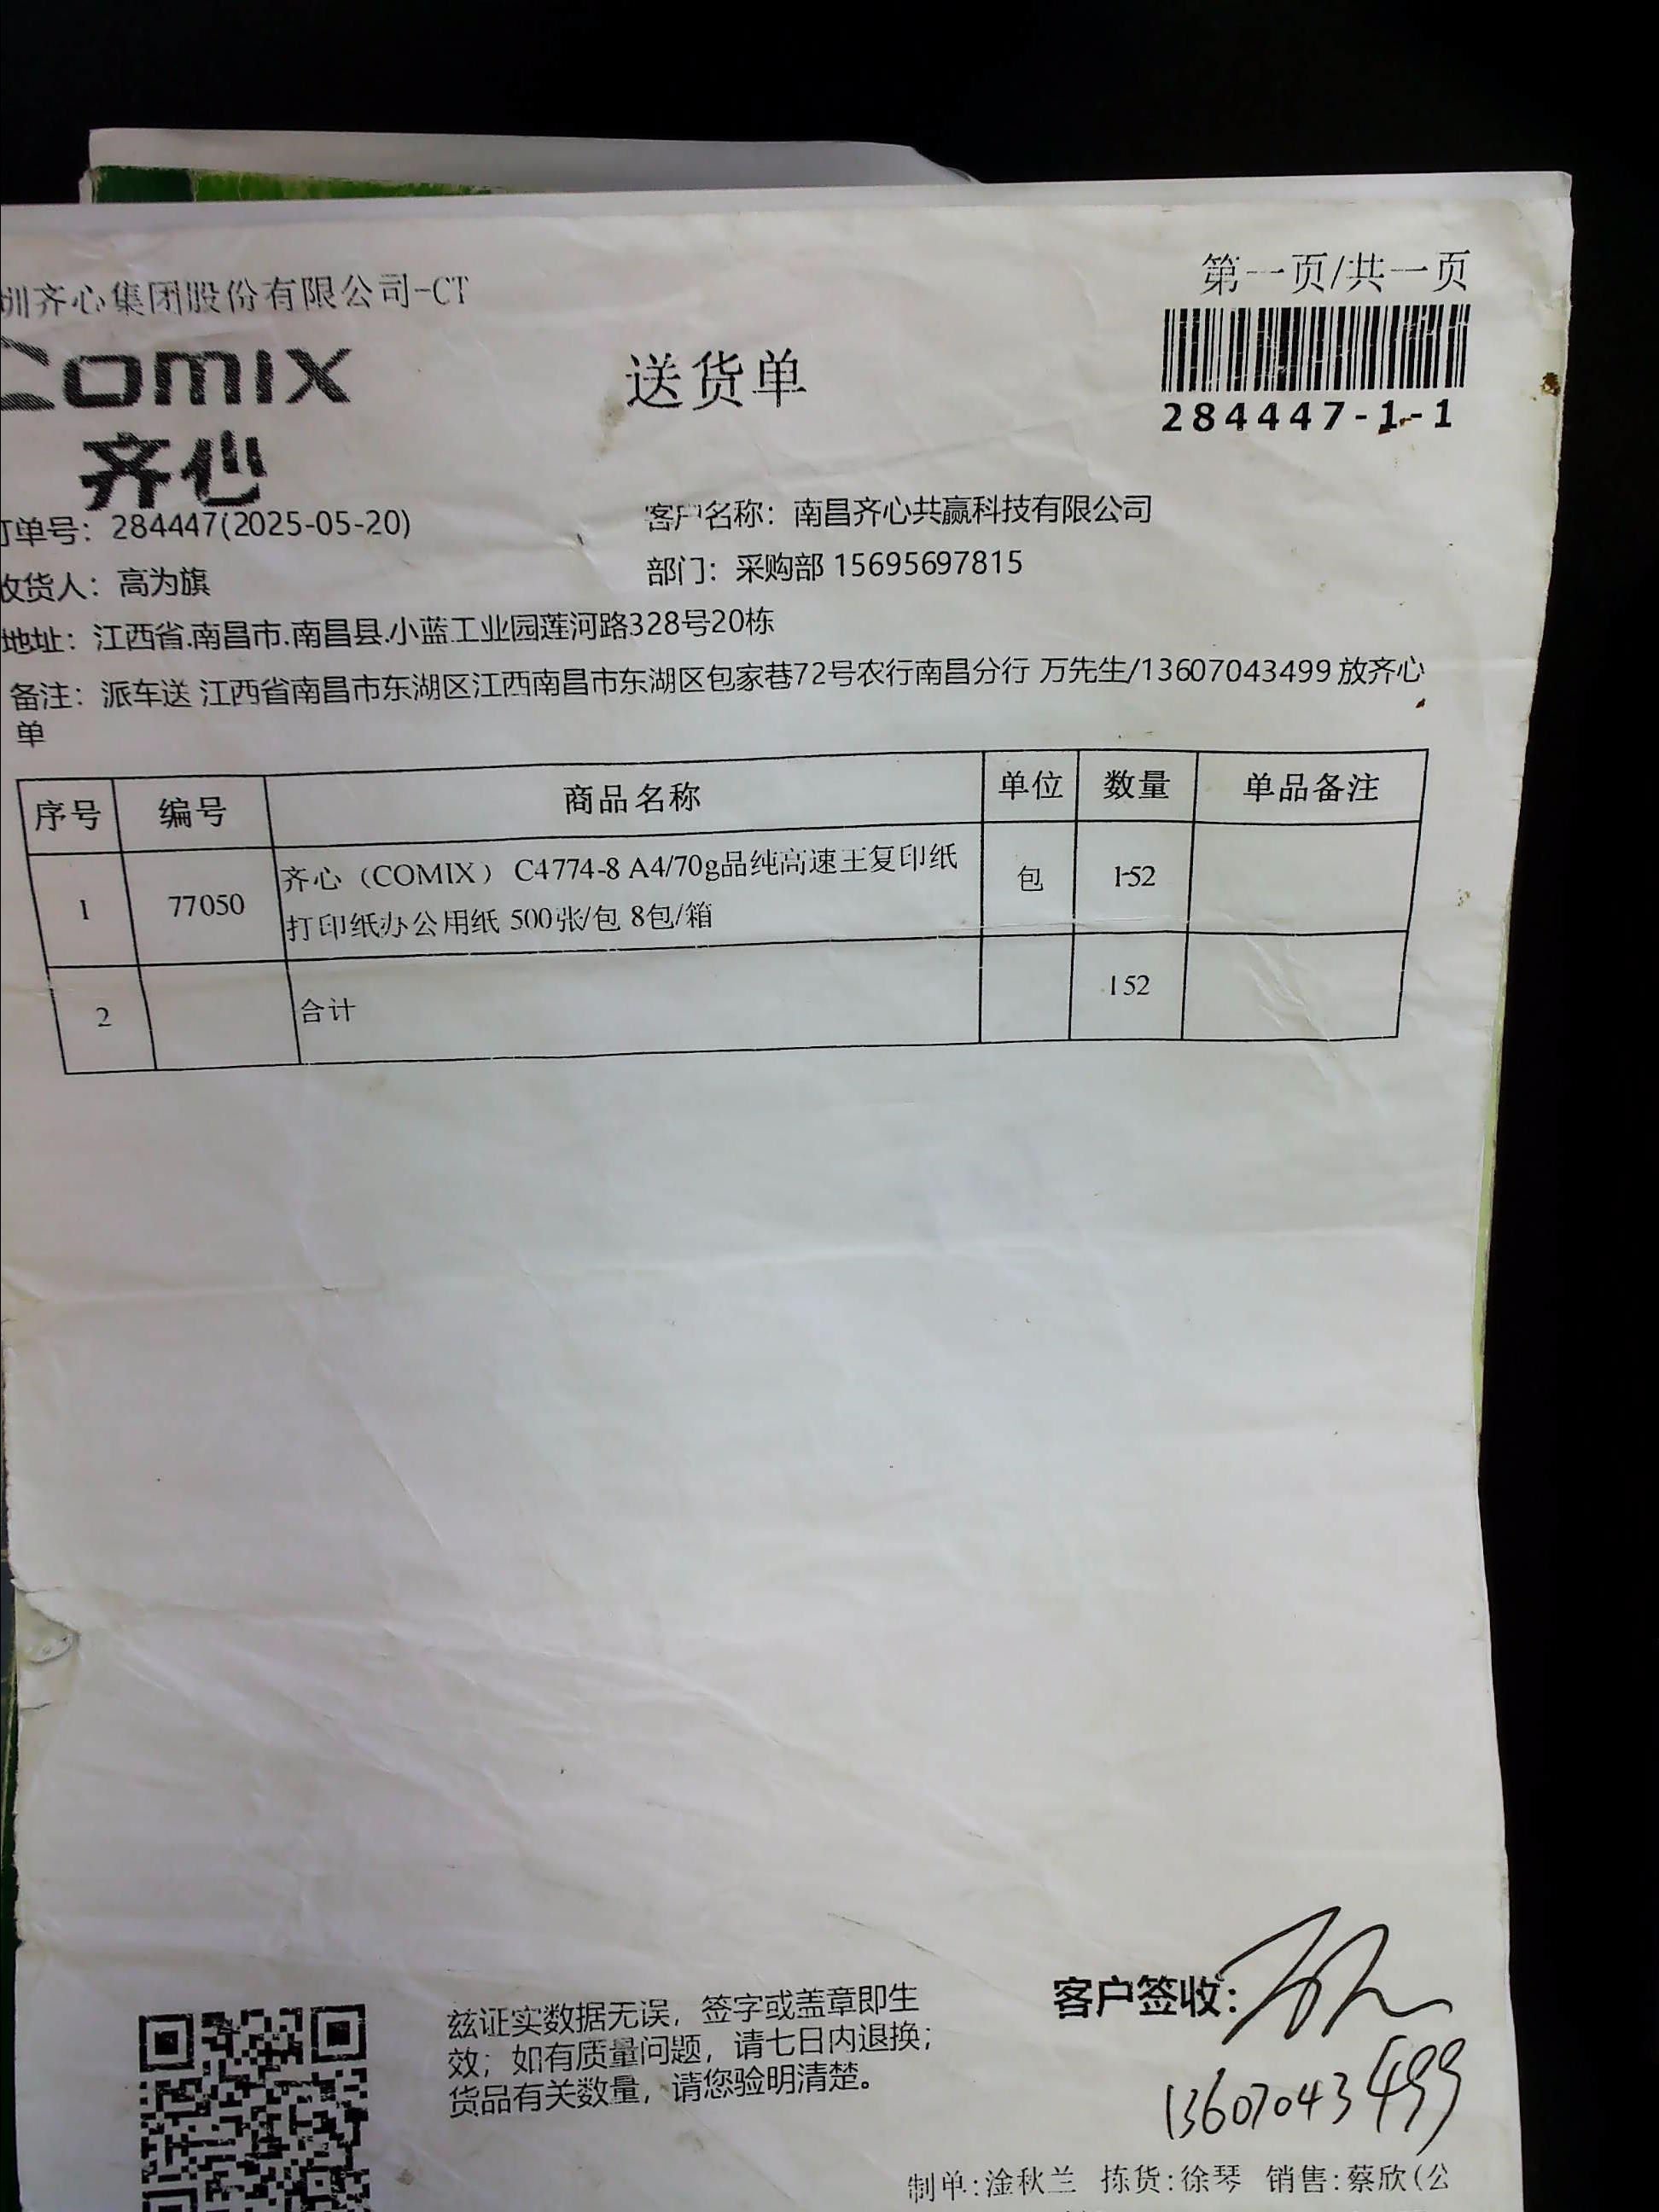 第一页/共一页
圳齐心集团股份有限公司-CT
COMIX
齐心
送货单
284447-1-1
订单号：284447(2025-05-20)
客户名称：南昌齐心共赢科技有限公司
收货人：高为旗
部门：采购部 15695697815
地址：江西省.南昌市.南昌县.小蓝工业园莲河路328号20栋
备注：派车送 江西省南昌市东湖区江西南昌市东湖区包家巷72号农行南昌分行 万先生/13607043499 放齐心
单
序号 编号 商品名称 单位 数量 单品备注
1 77050 齐心（COMIX） C4774-8 A4/70g品纯高速王复印纸 包 152
打印纸办公用纸 500张/包 8包/箱
2 合计 152
兹证实数据无误，签字或盖章即生
效；如有质量问题，请七日内退换；
货品有关数量，请您验明清楚。
客户签收：
13607043499
制单:淦秋兰 拣货:徐琴 销售:蔡欣(公